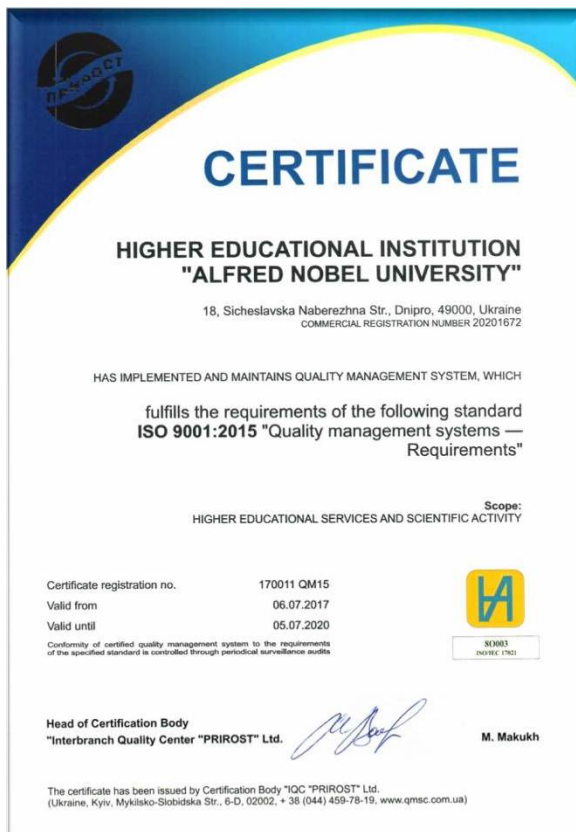 ПРИРОСТ
CERTIFICATE
HIGHER EDUCATIONAL INSTITUTION
"ALFRED NOBEL UNIVERSITY"
18, Sicheslavska Naberezhna Str., Dnipro, 49000, Ukraine
COMMERCIAL REGISTRATION NUMBER 20201672
HAS IMPLEMENTED AND MAINTAINS QUALITY MANAGEMENT SYSTEM, WHICH
fulfills the requirements of the following standard
ISO 9001:2015 "Quality management systems —
Requirements"
Scope:
HIGHER EDUCATIONAL SERVICES AND SCIENTIFIC ACTIVITY
Certificate registration no. 170011 QM15
Valid from 06.07.2017
Valid until 05.07.2020
Conformity of certified quality management system to the requirements
of the specified standard is controlled through periodical surveillance audits
8O003
ISO/IEC 17021
Head of Certification Body
"Interbranch Quality Center "PRIROST" Ltd.
M. Makukh
The certificate has been issued by Certification Body "IQC "PRIROST" Ltd.
(Ukraine, Kyiv, Mykilsko-Slobidska Str., 6-D, 02002, + 38 (044) 459-78-19, www.qmsc.com.ua)